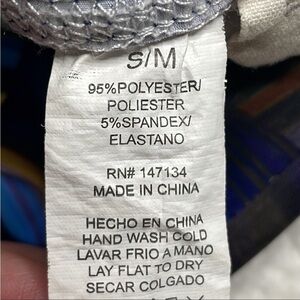 S/M
95%POLYESTER/
POLIESTER
5%SPANDEX/
ELASTANO
RN# 147134
MADE IN CHINA
HECHO EN CHINA
HAND WASH COLD
LAVAR FRIO A MANO
LAY FLAT TO DRY
SECAR COLGADO